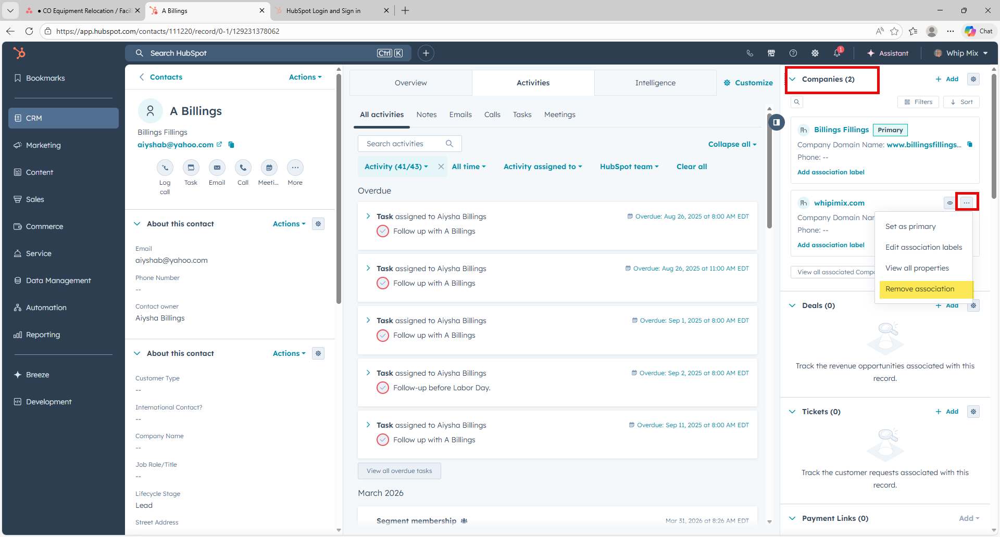 ● CO Equipment Relocation / Facili
A Billings
HubSpot Login and Sign in
https://app.hubspot.com/contacts/111220/record/0-1/129231378062
Chat
Search HubSpot
Ctrl K
1
Assistant
Whip Mix
Bookmarks
CRM
Marketing
Content
Sales
Commerce
Service
Data Management
Automation
Reporting
Breeze
Development
Contacts
Actions
A Billings
Billings Fillings
aiyshab@yahoo.com
Log call
Task
Email
Call
Meeti...
More
About this contact
Actions
Email
aiyshab@yahoo.com
Phone Number
--
Contact owner
Aiysha Billings
About this contact
Actions
Customer Type
--
International Contact?
--
Company Name
--
Job Role/Title
--
Lifecycle Stage
Lead
Street Address
Overview
Activities
Intelligence
Customize
All activities
Notes
Emails
Calls
Tasks
Meetings
Search activities
Collapse all
Activity (41/43)
All time
Activity assigned to
HubSpot team
Clear all
Overdue
Task assigned to Aiysha Billings
Overdue: Aug 26, 2025 at 8:00 AM EDT
Follow up with A Billings
Task assigned to Aiysha Billings
Overdue: Aug 26, 2025 at 11:00 AM EDT
Follow up with A Billings
Task assigned to Aiysha Billings
Overdue: Sep 1, 2025 at 8:00 AM EDT
Follow up with A Billings
Task assigned to Aiysha Billings
Overdue: Sep 2, 2025 at 8:00 AM EDT
Follow-up before Labor Day.
Task assigned to Aiysha Billings
Overdue: Sep 11, 2025 at 8:00 AM EDT
Follow up with A Billings
View all overdue tasks
March 2026
Segment membership
Mar 31, 2026 at 8:26 AM EDT
Companies (2)
+ Add
Filters
Sort
Billings Fillings
Primary
Company Domain Name: www.billingsfillings...
Phone: --
Add association label
whipimix.com
Company Domain Nar
Phone: --
Add association label
View all associated Compa
Set as primary
Edit association labels
View all properties
Remove association
Deals (0)
+ Add
Track the revenue opportunities associated with this
record.
Tickets (0)
+ Add
Track the customer requests associated with this
record.
Payment Links (0)
Add